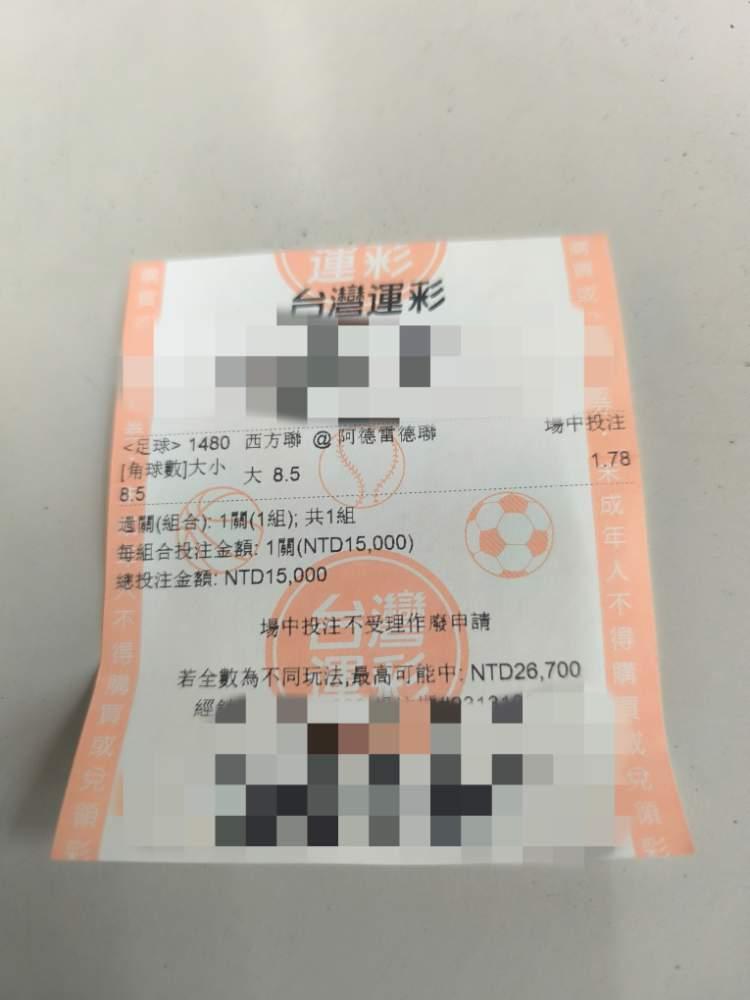 運彩
台灣運彩
場中投注
<足球> 1480 西方聯 @ 阿德雷德聯
[角球數]大小 大 8.5 1.78
8.5
過關(組合): 1關(1組); 共1組
每組合投注金額: 1關(NTD15,000)
總投注金額: NTD15,000
台灣
運彩
場中投注不受理作廢申請
若全數為不同玩法,最高可能中: NTD26,700
經銷
未成年人不得購買或兌領彩
不得購買或兌領彩